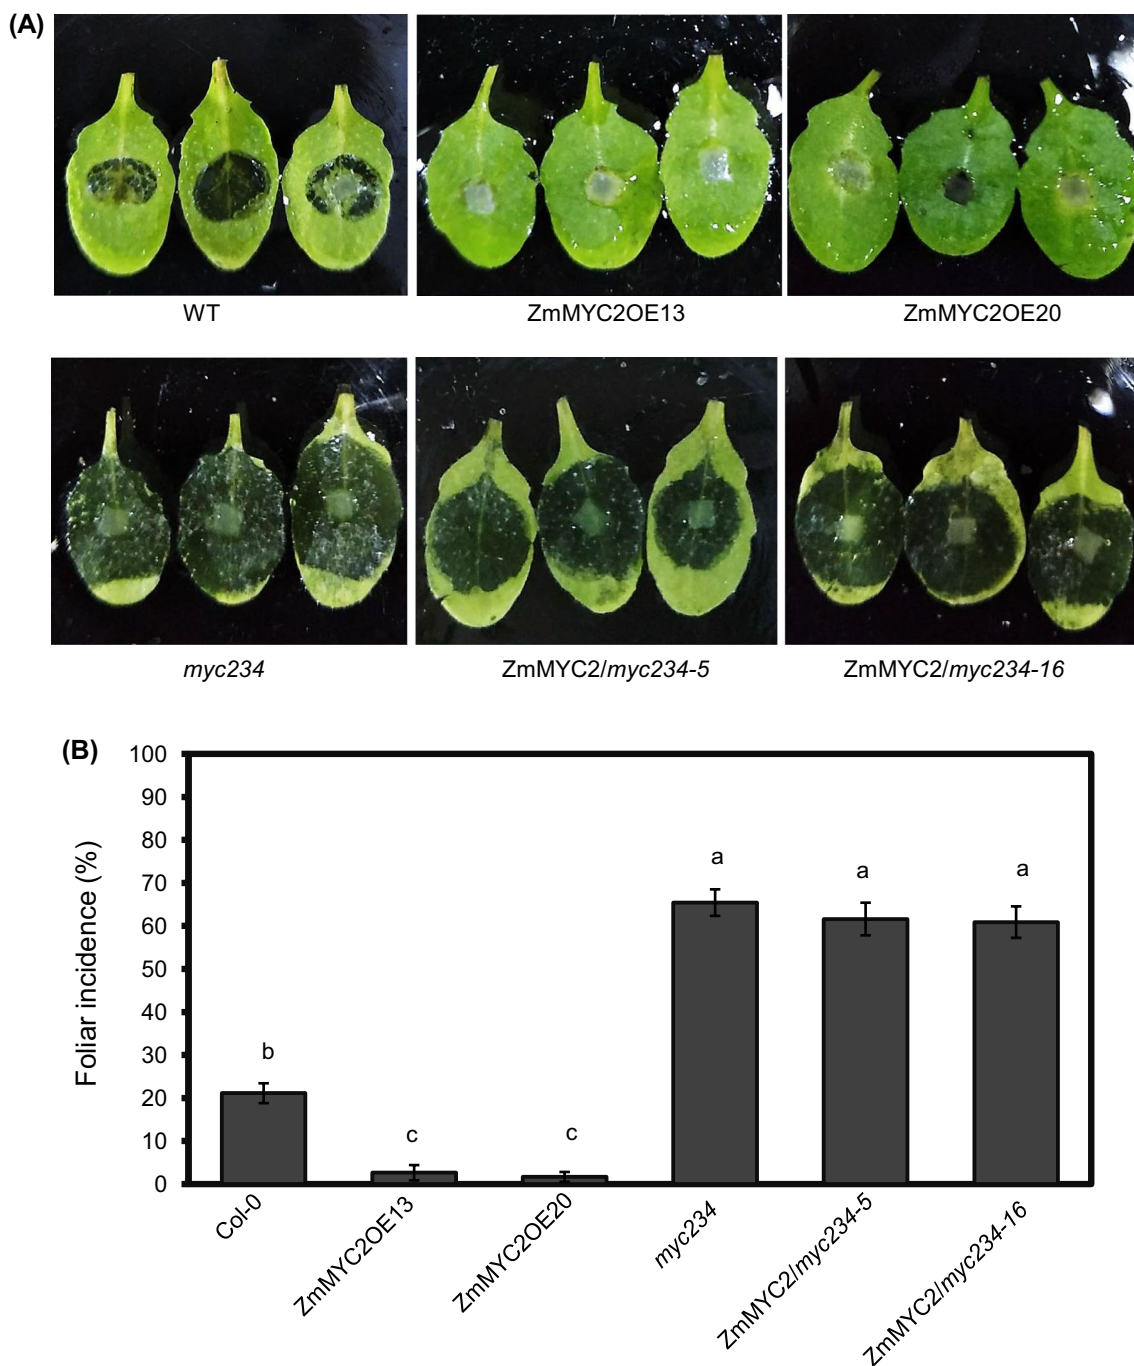 (A)
WT ZmMYC2OE13 ZmMYC2OE20
myc234 ZmMYC2/myc234-5 ZmMYC2/myc234-16
(B)
Foliar incidence (%)
100
90
80
70
60
50
40
30
20
10
0
b c c a a a
Col-0 ZmMYC2OE13 ZmMYC2OE20 myc234 ZmMYC2/myc234-5 ZmMYC2/myc234-16